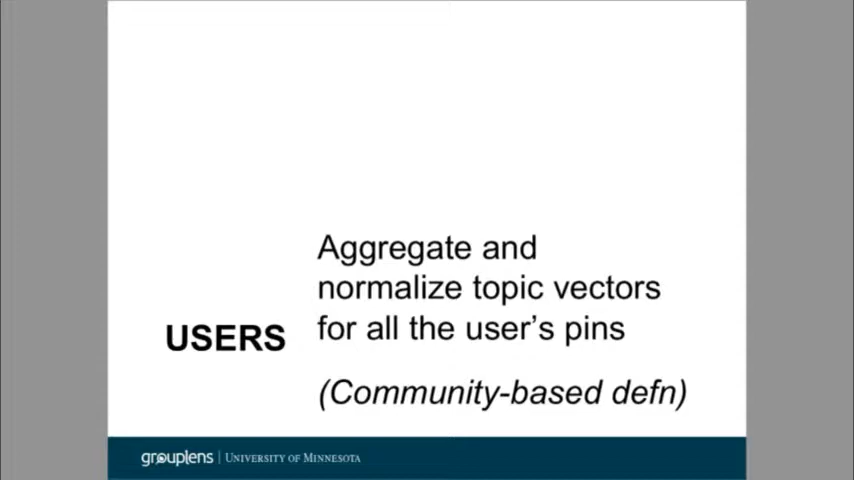 Aggregate and
normalize topic vectors
for all the user's pins
USERS
(Community-based defn)
grouplens | UNIVERSITY OF MINNESOTA